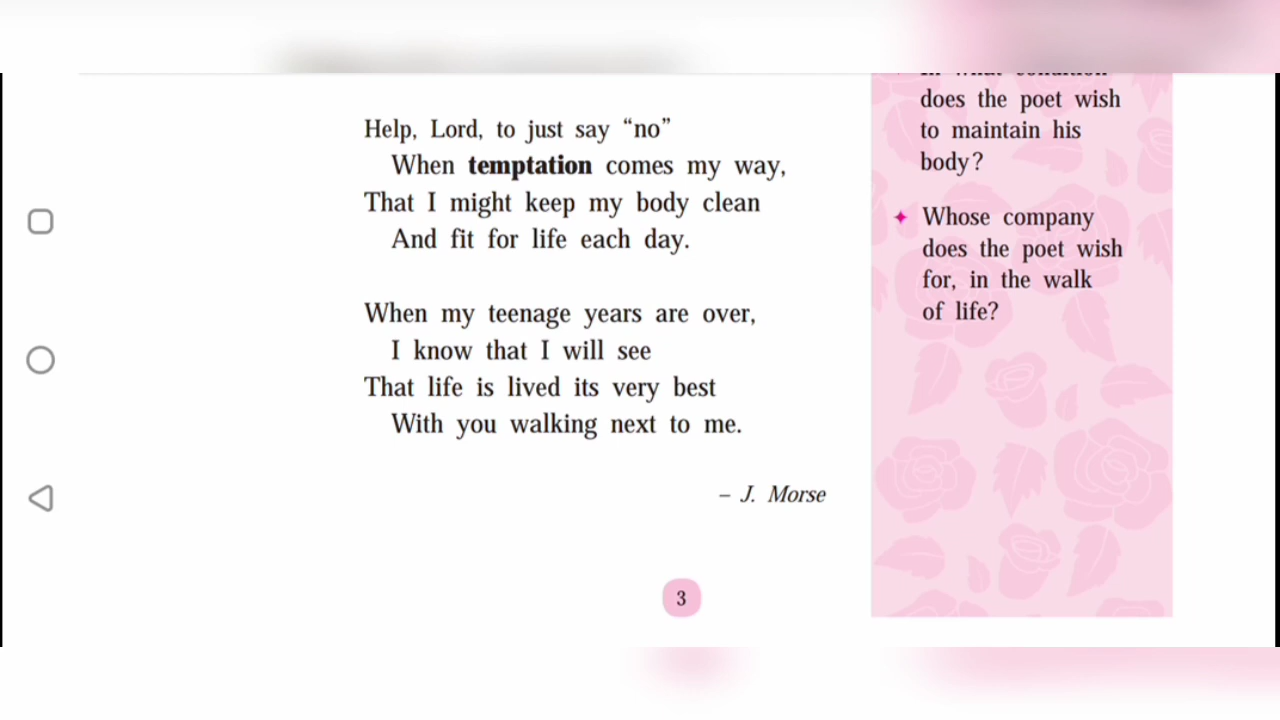 Help, Lord, to just say “no”
When temptation comes my way,
That I might keep my body clean
And fit for life each day.
When my teenage years are over,
I know that I will see
That life is lived its very best
With you walking next to me.
– J. Morse
3
does the poet wish
to maintain his
body?
✦ Whose company
does the poet wish
for, in the walk
of life?